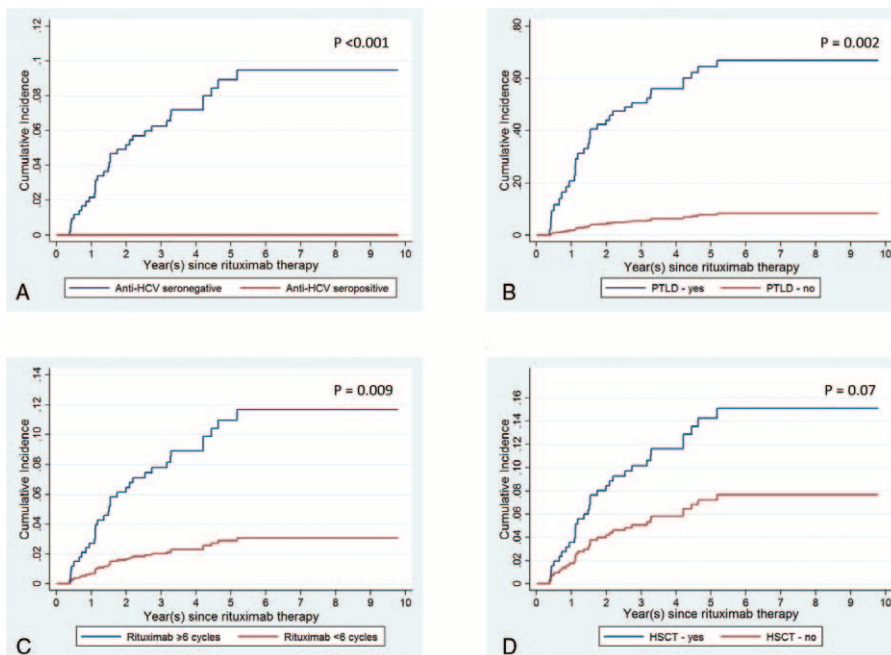 P <0.001
Cumulative Incidence
.12
.1
.08
.06
.04
.02
0
0 1 2 3 4 5 6 7 8 9 10
Year(s) since rituximab therapy
Anti-HCV seronegative Anti-HCV seropositive
A
P = 0.002
Cumulative Incidence
.80
.60
.40
.20
0
0 1 2 3 4 5 6 7 8 9 10
Year(s) since rituximab therapy
PTLD - yes PTLD - no
B
P = 0.009
Cumulative Incidence
.14
.12
.10
.08
.06
.04
.02
0
0 1 2 3 4 5 6 7 8 9 10
Year(s) since rituximab therapy
Rituximab ≥6 cycles Rituximab <6 cycles
C
P = 0.07
Cumulative Incidence
.16
.14
.12
.10
.08
.06
.04
.02
0
0 1 2 3 4 5 6 7 8 9 10
Year(s) since rituximab therapy
HSCT - yes HSCT - no
D